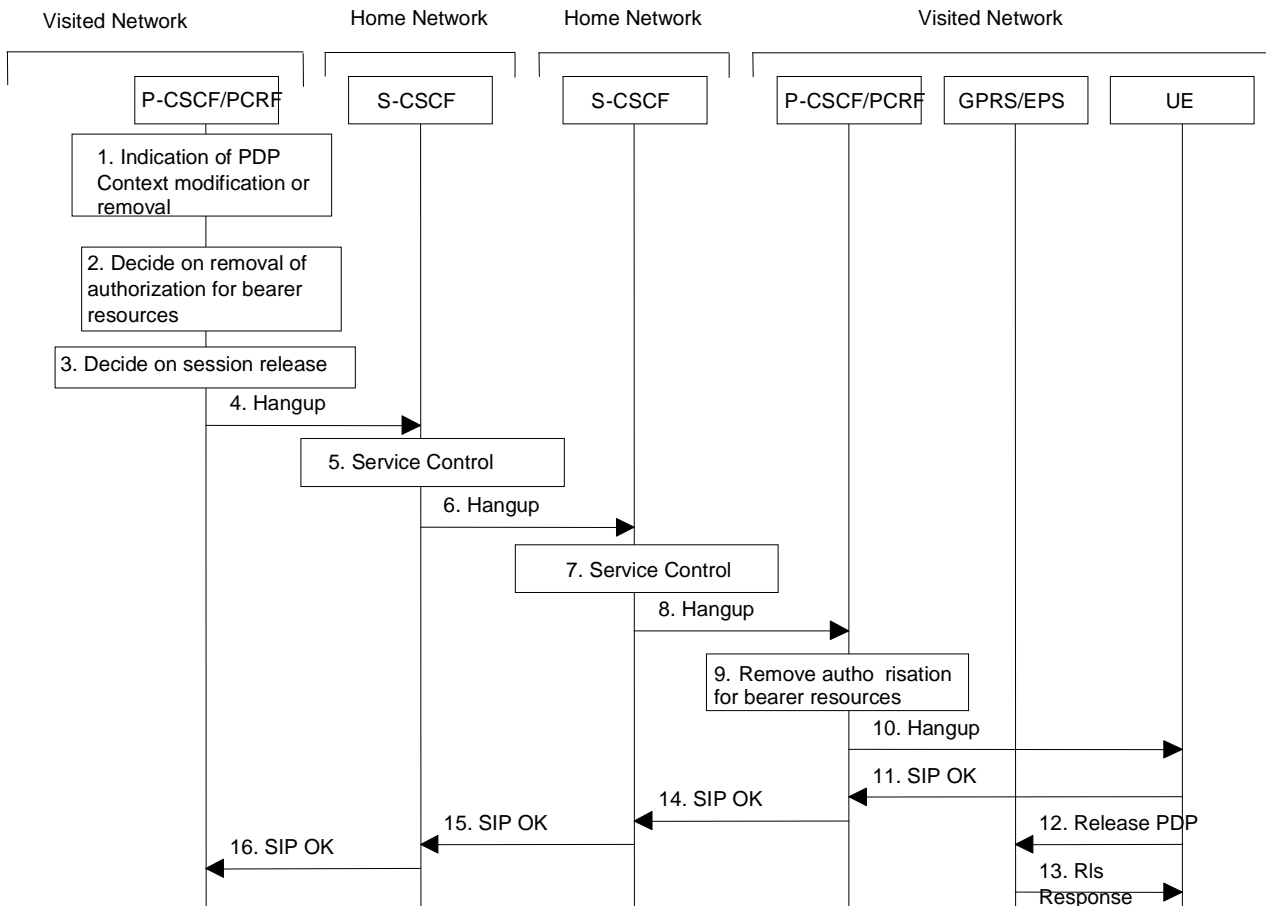 Visited Network
Home Network
Home Network
Visited Network
P-CSCF/PCRF
S-CSCF
S-CSCF
P-CSCF/PCRF
GPRS/EPS
UE
1. Indication of PDP
Context modification or
removal
2. Decide on removal of
authorization for bearer
resources
3. Decide on session release
4. Hangup
5. Service Control
6. Hangup
7. Service Control
8. Hangup
9. Remove autho risation
for bearer resources
10. Hangup
11. SIP OK
14. SIP OK
12. Release PDP
15. SIP OK
16. SIP OK
13. Rls
Response